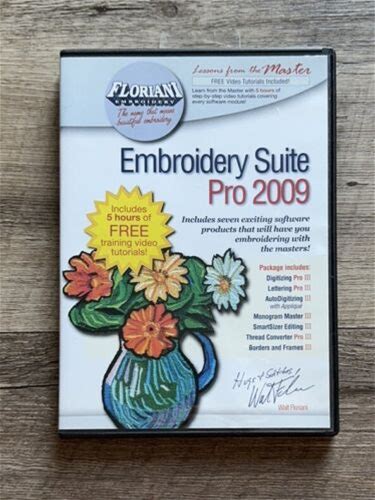 FLORIANI
EMBROIDERY
The name that means
beautiful embroidery
Lessons from the Master
FREE Video Tutorials Included!
Learn from the Master with 5 hours of
step-by-step video tutorials covering
every software module!
Embroidery Suite
Pro 2009
Includes seven exciting software
products that will have you
embroidering with
the masters!
Includes
5 hours of
FREE
training video
tutorials!
Package includes:
Digitizing Pro
Lettering Pro
AutoDigitizing
with Appliqué
Monogram Master
SmartSizer Editing
Thread Converter Pro
Borders and Frames
Walt Floriani